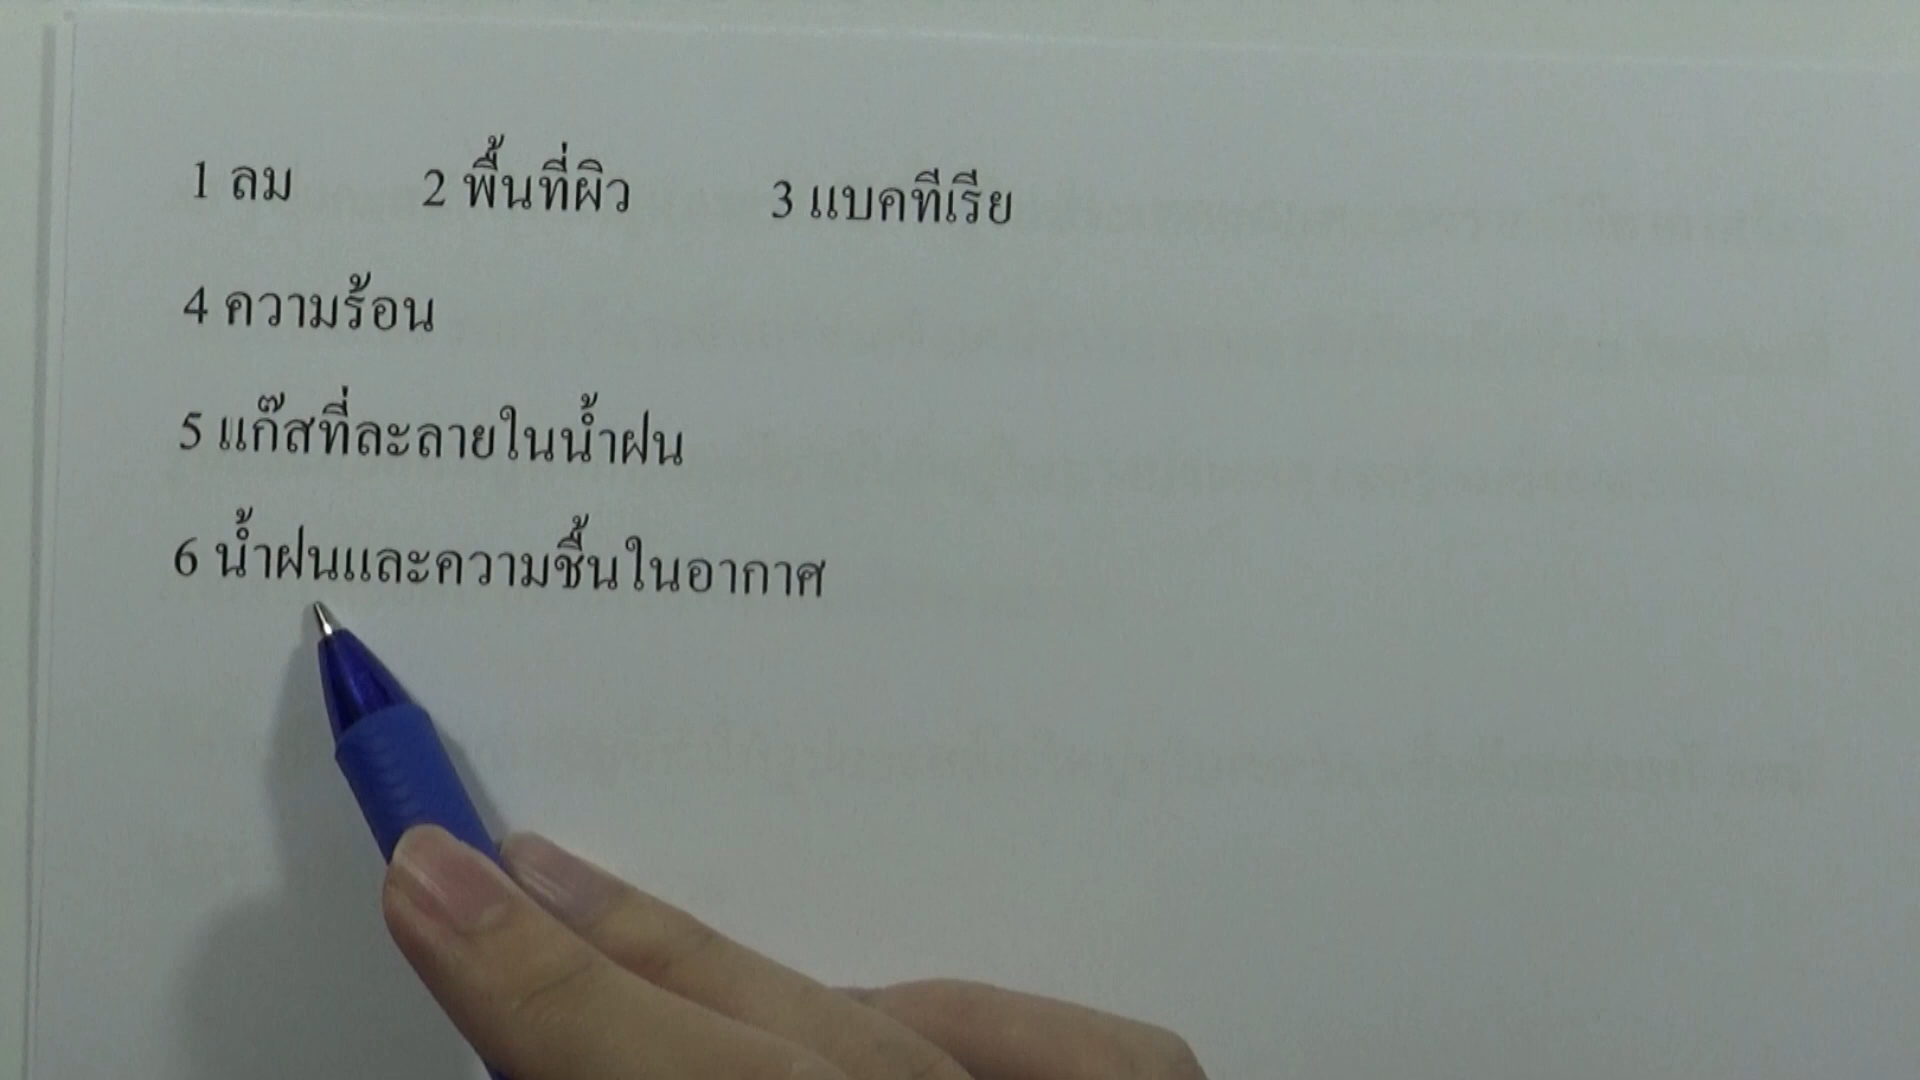 1 ลม 2 พื้นที่ผิว 3 แบคทีเรีย
4 ความร้อน
5 แก๊สที่ละลายในน้ำฝน
6 น้ำฝนและความชื้นในอากาศ